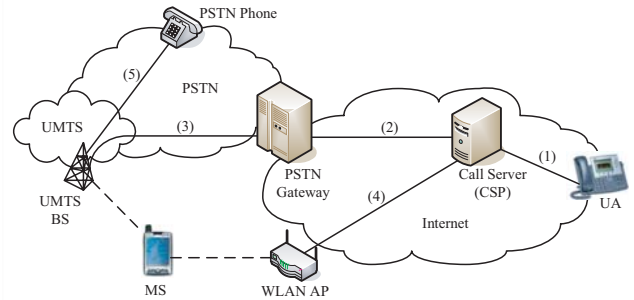 PSTN Phone
(5)
PSTN
UMTS
(3)
(2)
(1)
PSTN
Gateway
Call Server
(CSP)
UA
UMTS
BS
(4)
Internet
MS
WLAN AP